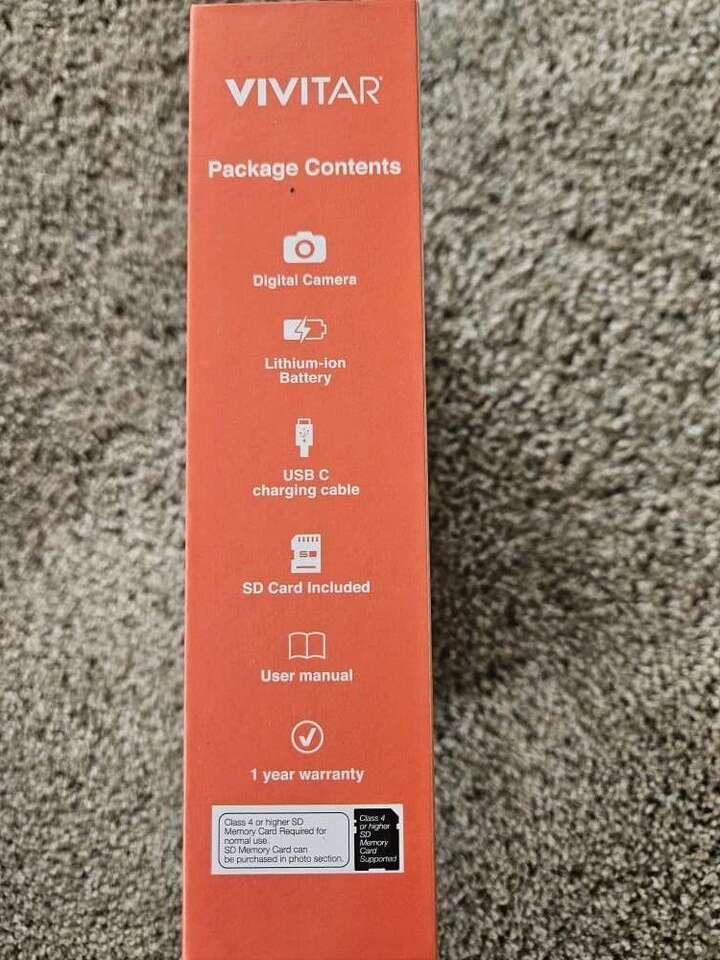 VIVITAR
Package Contents
Digital Camera
Lithium-ion
Battery
USB C
charging cable
SD Card Included
User manual
1 year warranty
Class 4 or higher SD
Memory Card Required for
normal use.
SD Memory Card can
be purchased in photo section.
Class 4
or higher
SD
Memory
Card
Supported